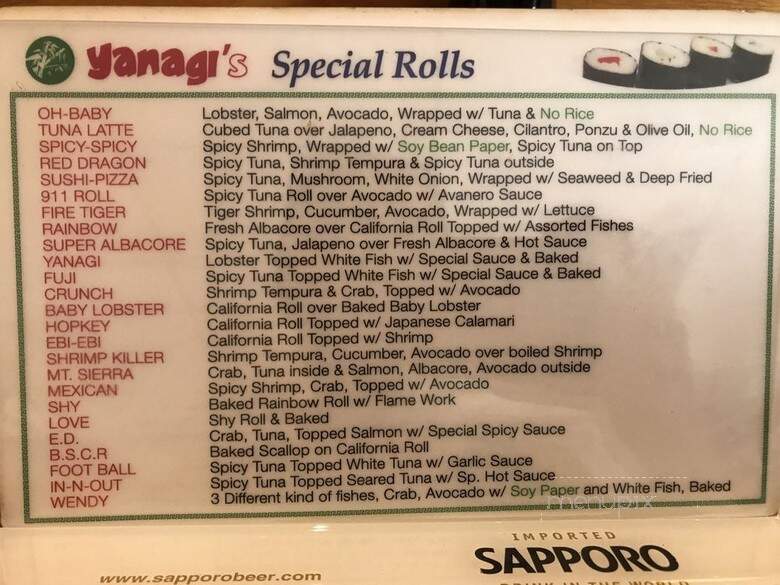 Yanagi's Special Rolls
OH-BABY Lobster, Salmon, Avocado, Wrapped w/ Tuna & No Rice
TUNA LATTE Cubed Tuna over Jalapeno, Cream Cheese, Cilantro, Ponzu & Olive Oil, No Rice
SPICY-SPICY Spicy Shrimp, Wrapped w/ Soy Bean Paper, Spicy Tuna on Top
RED DRAGON Spicy Tuna, Shrimp Tempura & Spicy Tuna outside
SUSHI-PIZZA Spicy Tuna, Mushroom, White Onion, Wrapped w/ Seaweed & Deep Fried
911 ROLL Spicy Tuna Roll over Avocado w/ Avanero Sauce
FIRE TIGER Tiger Shrimp, Cucumber, Avocado, Wrapped w/ Lettuce
RAINBOW Fresh Albacore over California Roll Topped w/ Assorted Fishes
SUPER ALBACORE Spicy Tuna, Jalapeno over Fresh Albacore & Hot Sauce
YANAGI Lobster Topped White Fish w/ Special Sauce & Baked
FUJI Spicy Tuna Topped White Fish w/ Special Sauce & Baked
CRUNCH Shrimp Tempura & Crab, Topped w/ Avocado
BABY LOBSTER California Roll over Baked Baby Lobster
HOPKEY California Roll Topped w/ Japanese Calamari
EBI-EBI California Roll Topped w/ Shrimp
SHRIMP KILLER Shrimp Tempura, Cucumber, Avocado over boiled Shrimp
MT. SIERRA Crab, Tuna inside & Salmon, Albacore, Avocado outside
MEXICAN Spicy Shrimp, Crab, Topped w/ Avocado
SHY Baked Rainbow Roll w/ Flame Work
LOVE Shy Roll & Baked
E.D. Crab, Tuna, Topped Salmon w/ Special Spicy Sauce
B.S.C.R Baked Scallop on California Roll
FOOT BALL Spicy Tuna Topped White Tuna w/ Garlic Sauce
IN-N-OUT Spicy Tuna Topped Seared Tuna w/ Sp. Hot Sauce
WENDY 3 Different kind of fishes, Crab, Avocado w/ Soy Paper and White Fish, Baked
menupix
IMPORTED
SAPPORO
www.sapporobeer.com
DRINK IN THE WORLD